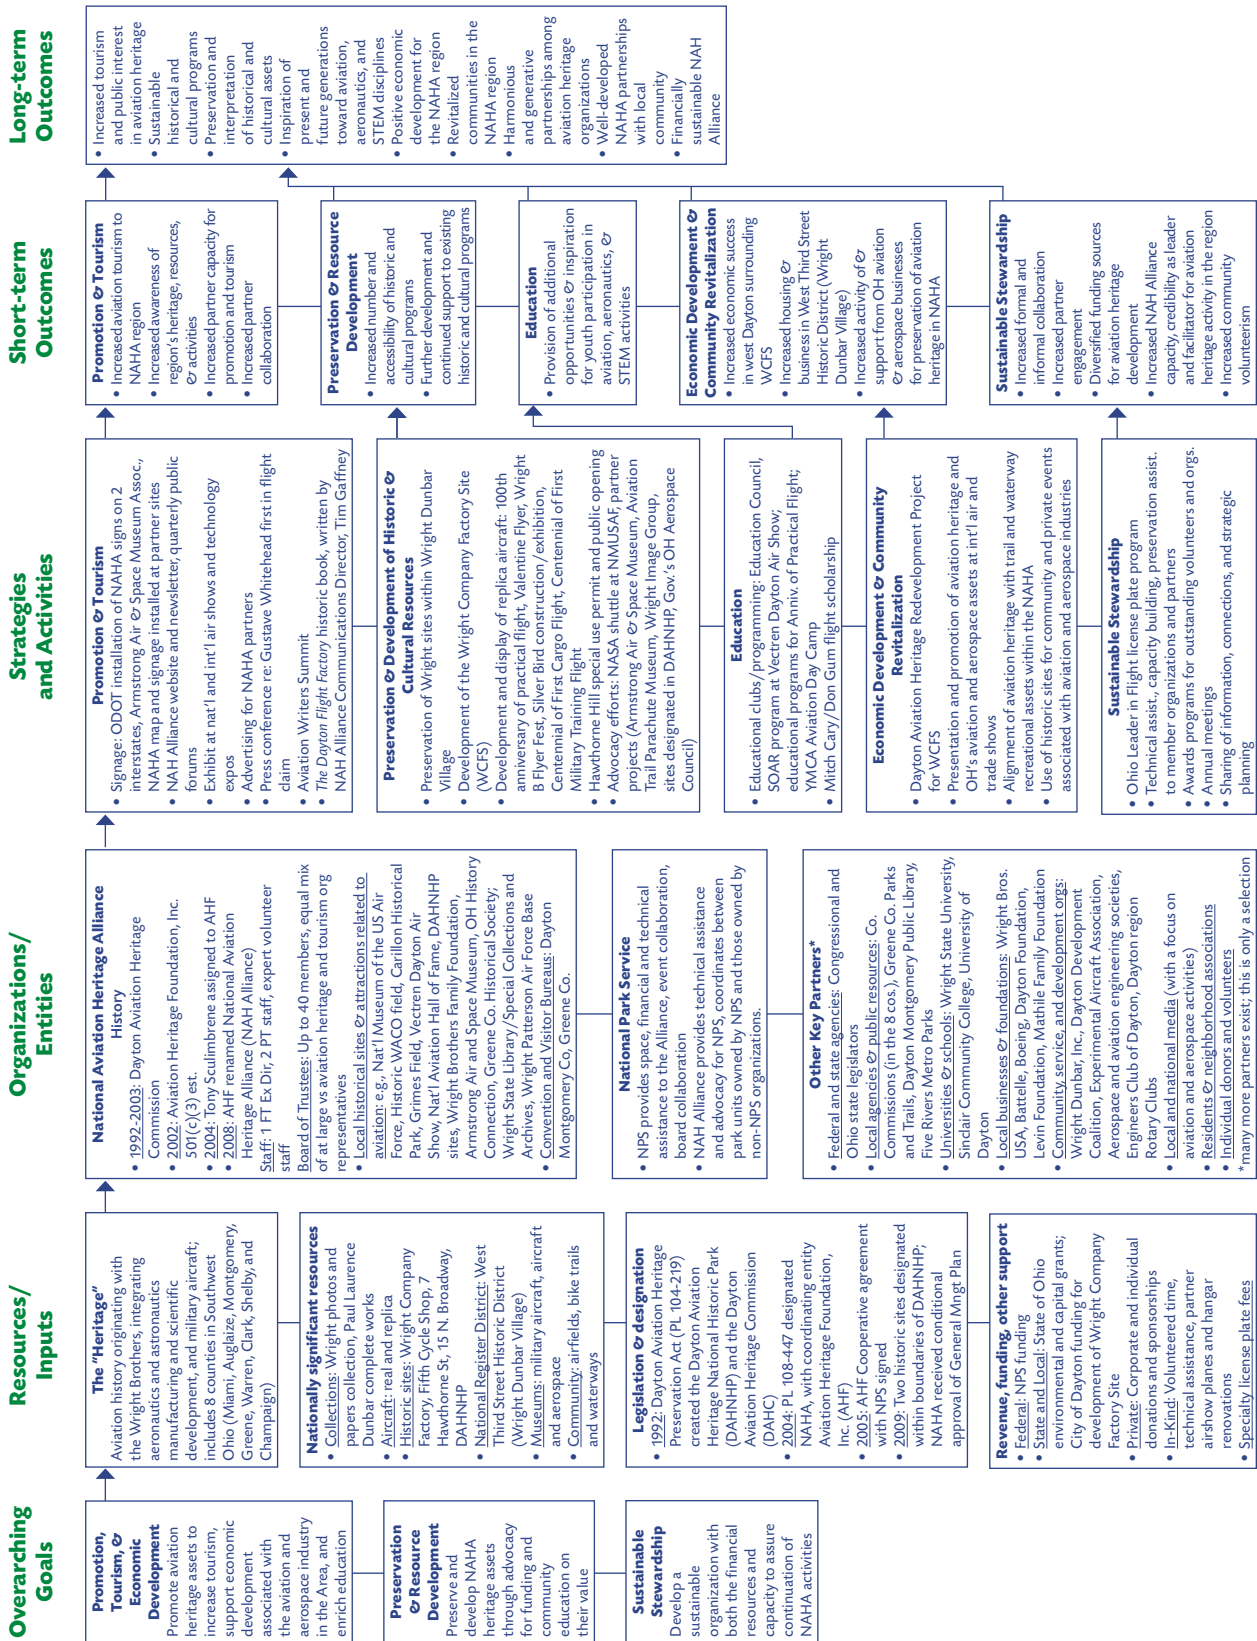 Overarching
Goals
Promotion,
Tourism, &
Economic
Development
Promote aviation
heritage assets to
increase tourism,
support economic
development
associated with
the aviation and
aerospace industry
in the Area, and
enrich education
Preservation
& Resource
Development
Preserve and
develop NAHA
heritage assets
through advocacy
for funding and
community
education on
their value
Sustainable
Stewardship
Develop a
sustainable
organization with
both the financial
resources and
capacity to assure
continuation of
NAHA activities
Resources/
Inputs
The "Heritage"
Aviation history originating with
the Wright Brothers, integrating
aeronautics and astronautics
manufacturing and scientific
development, and military aircraft;
includes 8 counties in Southwest
Ohio (Miami, Auglaize, Montgomery,
Greene, Warren, Clark, Shelby, and
Champaign)
Nationally significant resources
• Collections: Wright photos and
papers collection, Paul Laurence
Dunbar complete works
• Aircraft: real and replica
• Historic sites: Wright Company
Factory, Fifth Cycle Shop, 7
Hawthorne St, 15 N. Broadway,
DAHNHP
• National Register District: West
Third Street Historic District
(Wright Dunbar Village)
• Museums: military aircraft, aircraft
and aerospace
• Community: airfields, bike trails
and waterways
Legislation & designation
• 1992: Dayton Aviation Heritage
Preservation Act (PL 104-219)
created the Dayton Aviation
Heritage National Historic Park
(DAHNHP) and the Dayton
Aviation Heritage Commission
(DAHC)
• 2004: PL 108-447 designated
NAHA, with coordinating entity
Aviation Heritage Foundation,
Inc. (AHF)
• 2005: AHF Cooperative agreement
with NPS signed
• 2009: Two historic sites designated
within boundaries of DAHNHP;
NAHA received conditional
approval of General Mngt Plan
Revenue, funding, other support
• Federal: NPS funding
• State and Local: State of Ohio
environmental and capital grants;
City of Dayton funding for
development of Wright Company
Factory Site
• Private: Corporate and individual
donations and sponsorships
• In-Kind: Volunteered time,
technical assistance, partner
airshow planes and hangar
renovations
• Specialty license plate fees
Organizations/
Entities
National Aviation Heritage Alliance
History
• 1992-2003: Dayton Aviation Heritage
Commission
• 2002: Aviation Heritage Foundation, Inc.
501(c)(3) est.
• 2004: Tony Sculimbrene assigned to AHF
• 2008: AHF renamed National Aviation
Heritage Alliance (NAH Alliance)
Staff: 1 FT Ex Dir, 2 PT staff, expert volunteer
staff
Board of Trustees: Up to 40 members, equal mix
of at large vs aviation heritage and tourism org
representatives
• Local historical sites & attractions related to
aviation: e.g., Nat'l Museum of the US Air
Force, Historic WACO field, Carillon Historical
Park, Grimes Field, Vectren Dayton Air
Show, Nat'l Aviation Hall of Fame, DAHNHP
sites, Wright Brothers Family Foundation,
Armstrong Air and Space Museum, OH History
Connection, Greene Co. Historical Society;
Wright State Library/Special Collections and
Archives, Wright Patterson Air Force Base
• Convention and Visitor Bureaus: Dayton
Montgomery Co, Greene Co.
National Park Service
• NPS provides space, financial and technical
assistance to the Alliance, event collaboration,
board collaboration
• NAH Alliance provides technical assistance
and advocacy for NPS, coordinates between
park units owned by NPS and those owned by
non-NPS organizations.
Other Key Partners*
• Federal and state agencies: Congressional and
Ohio state legislators
• Local agencies & public resources: Co.
Commissions (in the 8 cos.), Greene Co. Parks
and Trails, Dayton Montgomery Public Library,
Five Rivers Metro Parks
• Universities & schools: Wright State University,
Sinclair Community College, University of
Dayton
• Local businesses & foundations: Wright Bros.
USA, Battelle, Boeing, Dayton Foundation,
Levin Foundation, Mathile Family Foundation
• Community, service, and development orgs:
Wright Dunbar, Inc., Dayton Development
Coalition, Experimental Aircraft Association,
Aerospace and aviation engineering societies,
Engineers Club of Dayton, Dayton region
Rotary Clubs
• Local and national media (with a focus on
aviation and aerospace activities)
• Residents & neighborhood associations
• Individual donors and volunteers
*many more partners exist; this is only a selection
Strategies
and Activities
Promotion & Tourism
• Signage: ODOT installation of NAHA signs on 2
interstates, Armstrong Air & Space Museum Assoc.,
NAHA map and signage installed at partner sites
• NAH Alliance website and newsletter, quarterly public
forums
• Exhibit at nat'l and int'l air shows and technology
expos
• Advertising for NAHA partners
• Press conference re: Gustave Whitehead first in flight
claim
• Aviation Writers Summit
• The Dayton Flight Factory historic book, written by
NAH Alliance Communications Director, Tim Gaffney
Preservation & Development of Historic &
Cultural Resources
• Preservation of Wright sites within Wright Dunbar
Village
• Development of the Wright Company Factory Site
(WCFS)
• Development and display of replica aircraft: 100th
anniversary of practical flight, Valentine Flyer, Wright
B Flyer Fest, Silver Bird construction/exhibition,
Centennial of First Cargo Flight, Centennial of First
Military Training Flight
• Hawthorne Hill special use permit and public opening
• Advocacy efforts: NASA shuttle at NMUSAF, partner
projects (Armstrong Air & Space Museum, Aviation
Trail Parachute Museum, Wright Image Group,
sites designated in DAHNHP, Gov.'s OH Aerospace
Council)
Education
• Educational clubs/programming: Education Council,
SOAR program at Vectren Dayton Air Show;
educational programs for Anniv. of Practical Flight;
YMCA Aviation Day Camp
• Mitch Cary/Don Gum flight scholarship
Economic Development & Community
Revitalization
• Dayton Aviation Heritage Redevelopment Project
for WCFS
• Presentation and promotion of aviation heritage and
OH's aviation and aerospace assets at int'l air and
trade shows
• Alignment of aviation heritage with trail and waterway
recreational assets within the NAHA
• Use of historic sites for community and private events
associated with aviation and aerospace industries
Sustainable Stewardship
• Ohio Leader in Flight license plate program
• Technical assist., capacity building, preservation assist.
to member organizations and partners
• Awards programs for outstanding volunteers and orgs.
• Annual meetings
• Sharing of information, connections, and strategic
planning
Short-term
Outcomes
Promotion & Tourism
• Increased aviation tourism to
NAHA region
• Increased awareness of
region's heritage, resources,
& activities
• Increased partner capacity for
promotion and tourism
• Increased partner
collaboration
Preservation & Resource
Development
• Increased number and
accessibility of historic and
cultural programs
• Further development and
continued support to existing
historic and cultural programs
Education
• Provision of additional
opportunities & inspiration
for youth participation in
aviation, aeronautics, &
STEM activities
Economic Development &
Community Revitalization
• Increased economic success
in west Dayton surrounding
WCFS
• Increased housing &
business in West Third Street
Historic District (Wright
Dunbar Village)
• Increased activity of &
support from OH aviation
& aerospace businesses
for preservation of aviation
heritage in NAHA
Sustainable Stewardship
• Increased formal and
informal collaboration
• Increased partner
engagement
• Diversified funding sources
for aviation heritage
development
• Increased NAH Alliance
capacity, credibility as leader
and facilitator for aviation
heritage activity in the region
• Increased community
volunteerism
Long-term
Outcomes
• Increased tourism
and public interest
in aviation heritage
• Sustainable
historical and
cultural programs
• Preservation and
interpretation
of historical and
cultural assets
• Inspiration of
present and
future generations
toward aviation,
aeronautics, and
STEM disciplines
• Positive economic
development for
the NAHA region
• Revitalized
communities in the
NAHA region
• Harmonious
and generative
partnerships among
aviation heritage
organizations
• Well-developed
NAHA partnerships
with local
community
• Financially
sustainable NAH
Alliance